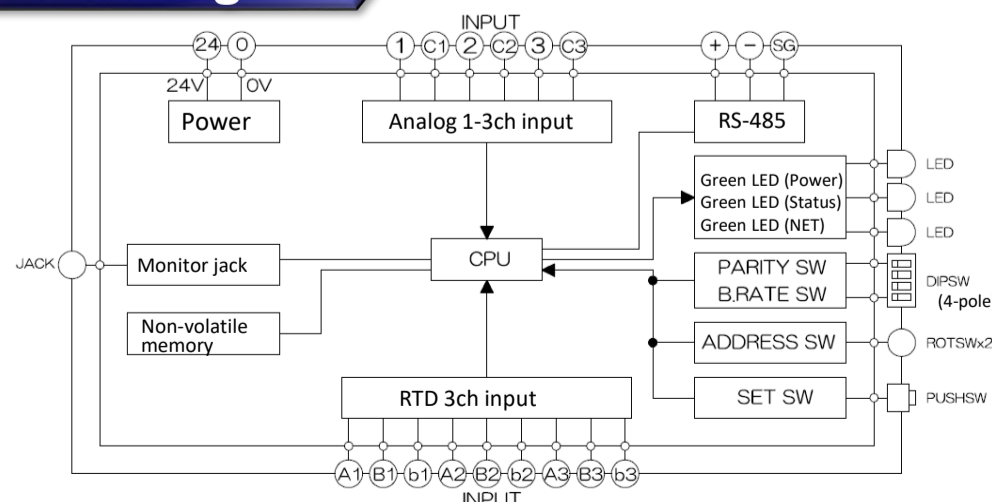 INPUT
24 0 1 C1 2 C2 3 C3 + − SG
24V 0V
Power
Analog 1-3ch input
RS-485
Green LED (Power)
Green LED (Status)
Green LED (NET)
LED
LED
LED
JACK
Monitor jack
CPU
PARITY SW
B.RATE SW
DIPSW
(4-pole
Non-volatile
memory
ADDRESS SW
ROTSWx2
RTD 3ch input
SET SW
PUSHSW
A1 B1 b1 A2 B2 b2 A3 B3 b3
INPUT